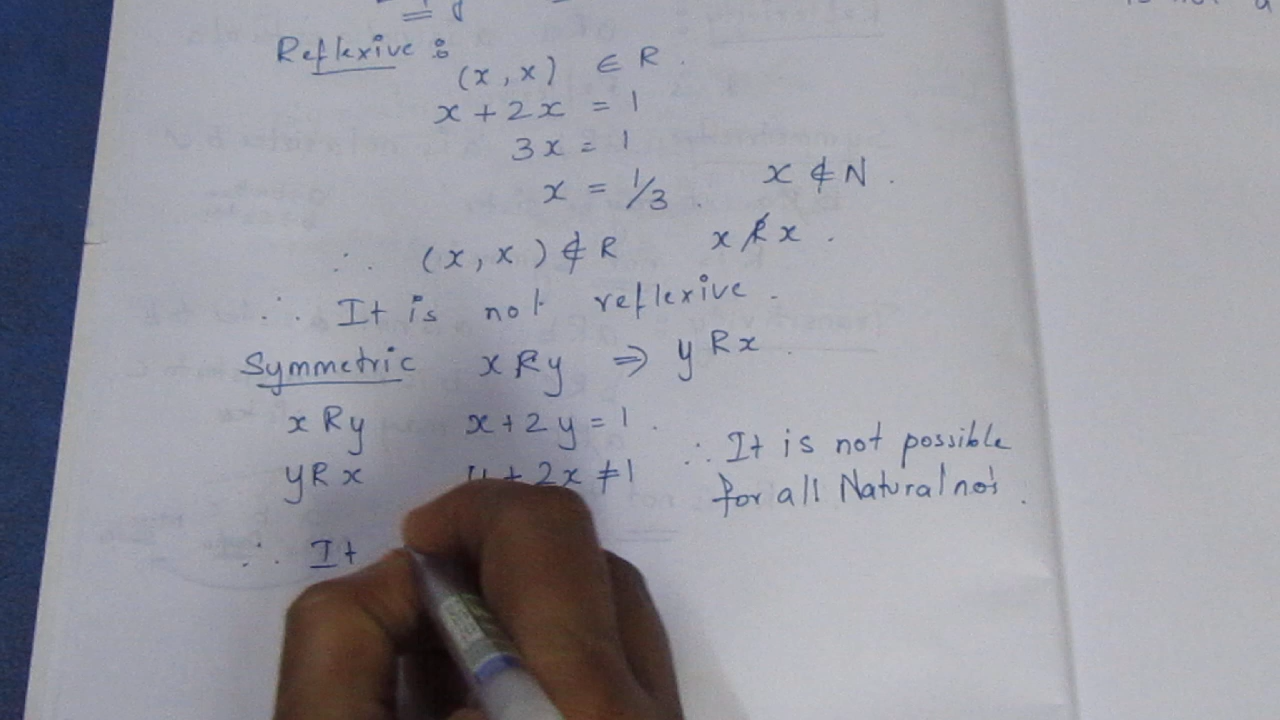 Reflexive :
(x, x) ∈ R.
x + 2x = 1
3x = 1
x = 1/3. x ∉ N.
∴ (x, x) ∉ R x R̸ x.
∴ It is not reflexive.
Symmetric xRy ⇒ yRx.
xRy x + 2y = 1.
yRx y + 2x ≠ 1
∴ It is not possible
for all Natural no's.
∴ It